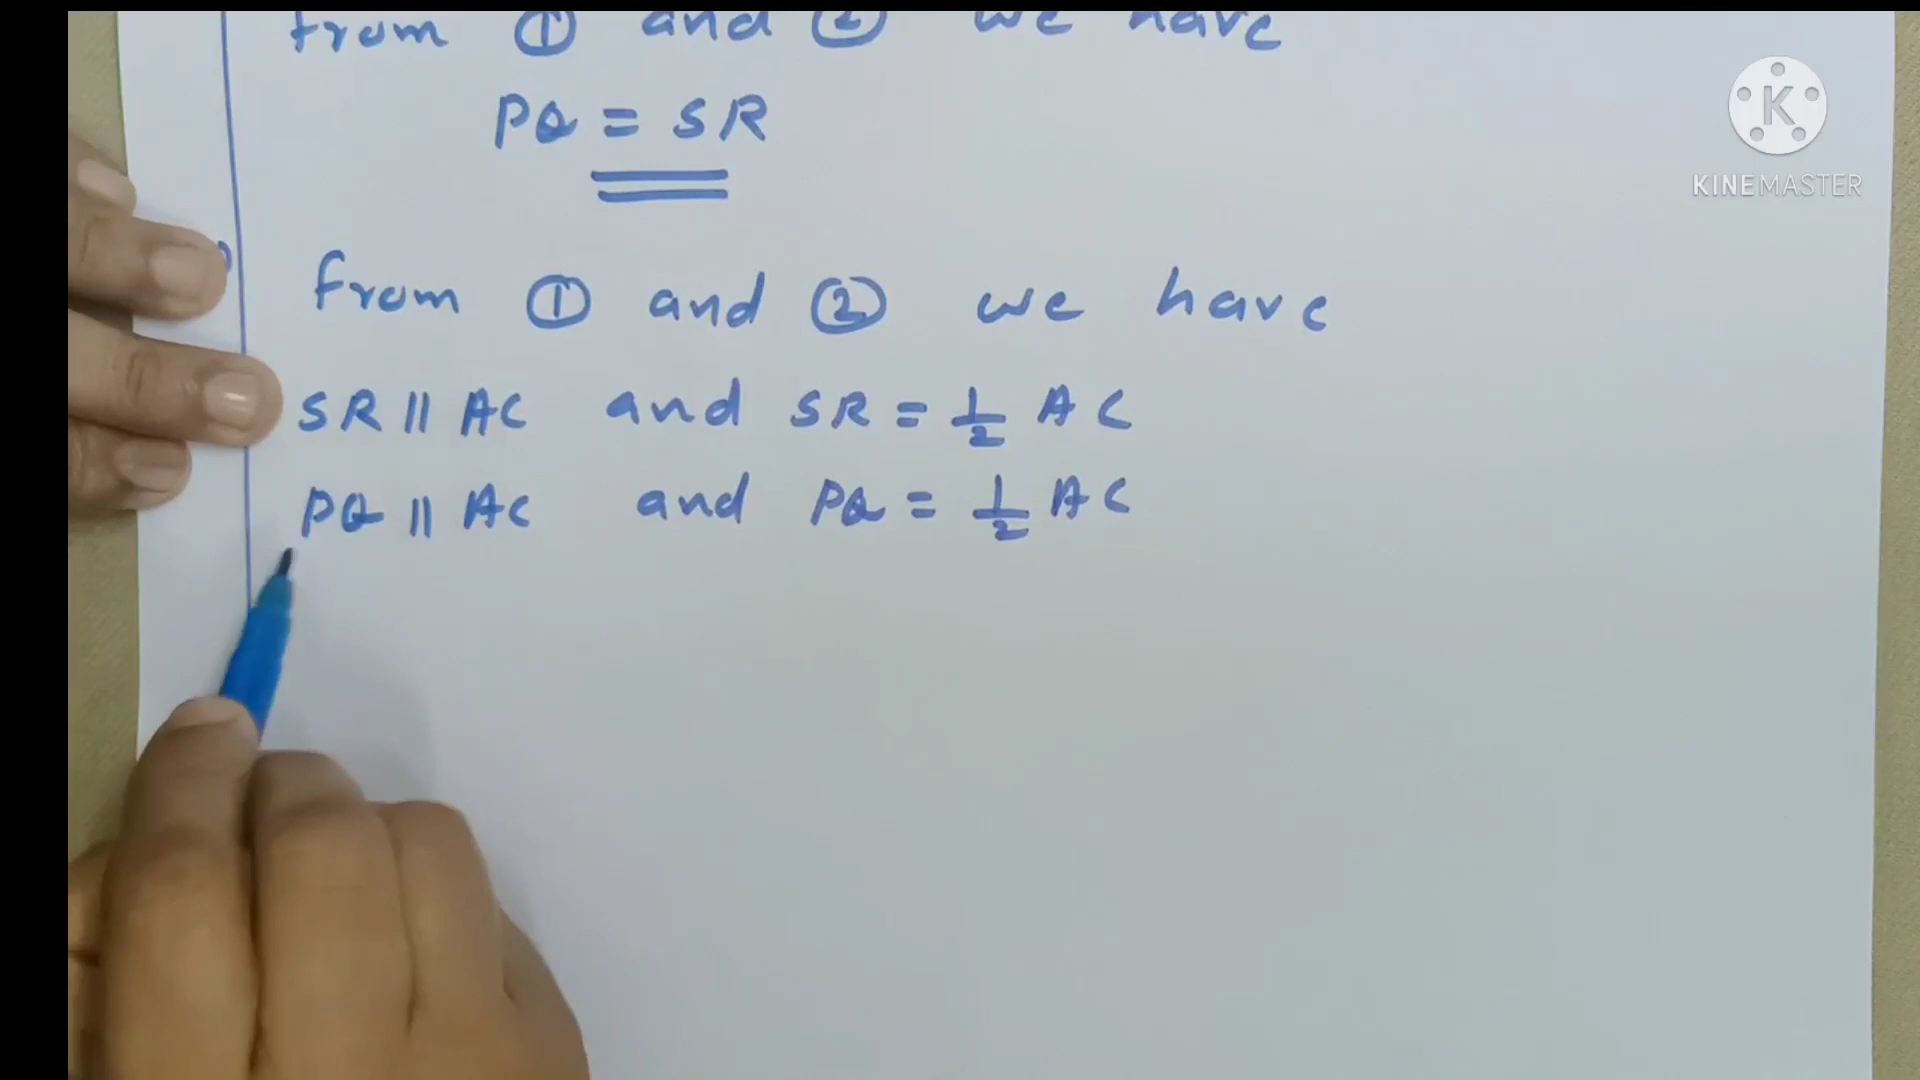 from ① and ② we have
PQ = SR
from ① and ② we have
SR || AC and SR = 1/2 AC
PQ || AC and PQ = 1/2 AC
K
KINEMASTER